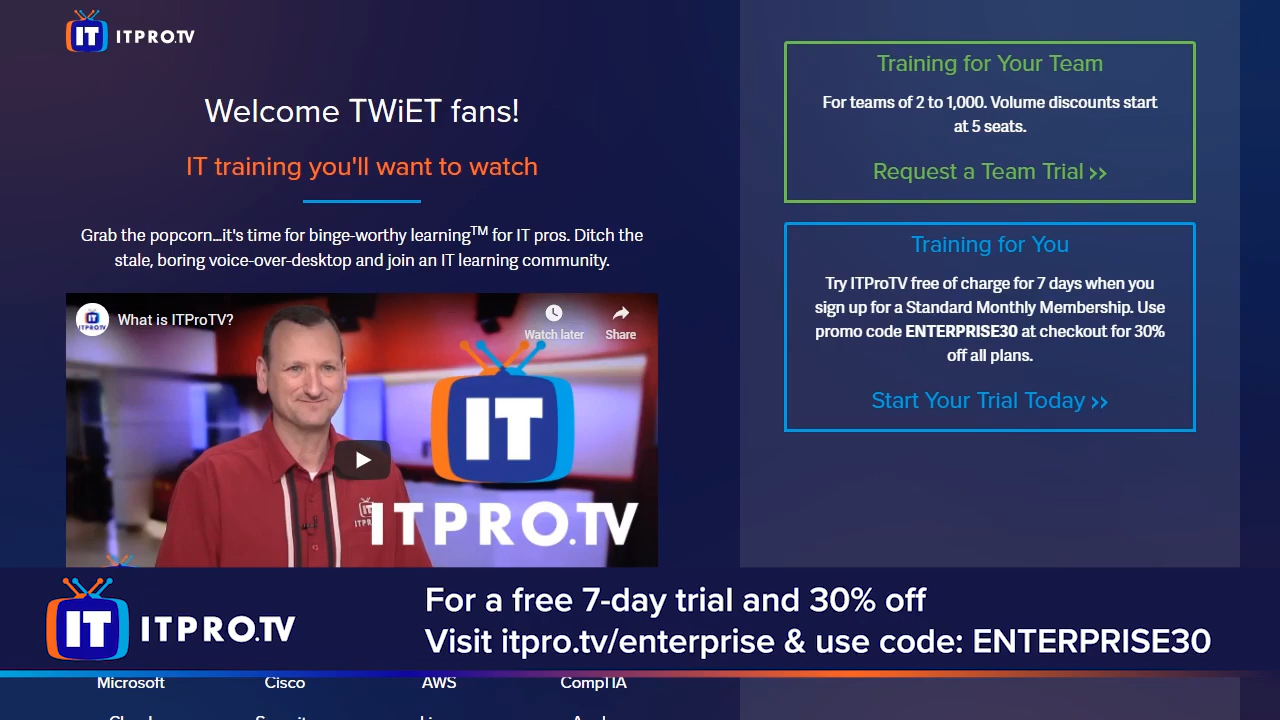 IT ITPRO.TV
Welcome TWiET fans!
IT training you'll want to watch
Grab the popcorn...it's time for binge-worthy learning™ for IT pros. Ditch the
stale, boring voice-over-desktop and join an IT learning community.
IT
ITPROTV
What is ITProTV?
Watch later
Share
IT
ITPRO.TV
Training for Your Team
For teams of 2 to 1,000. Volume discounts start
at 5 seats.
Request a Team Trial >>
Training for You
Try ITProTV free of charge for 7 days when you
sign up for a Standard Monthly Membership. Use
promo code ENTERPRISE30 at checkout for 30%
off all plans.
Start Your Trial Today >>
IT ITPRO.TV
For a free 7-day trial and 30% off
Visit itpro.tv/enterprise & use code: ENTERPRISE30
Microsoft Cisco AWS CompTIA